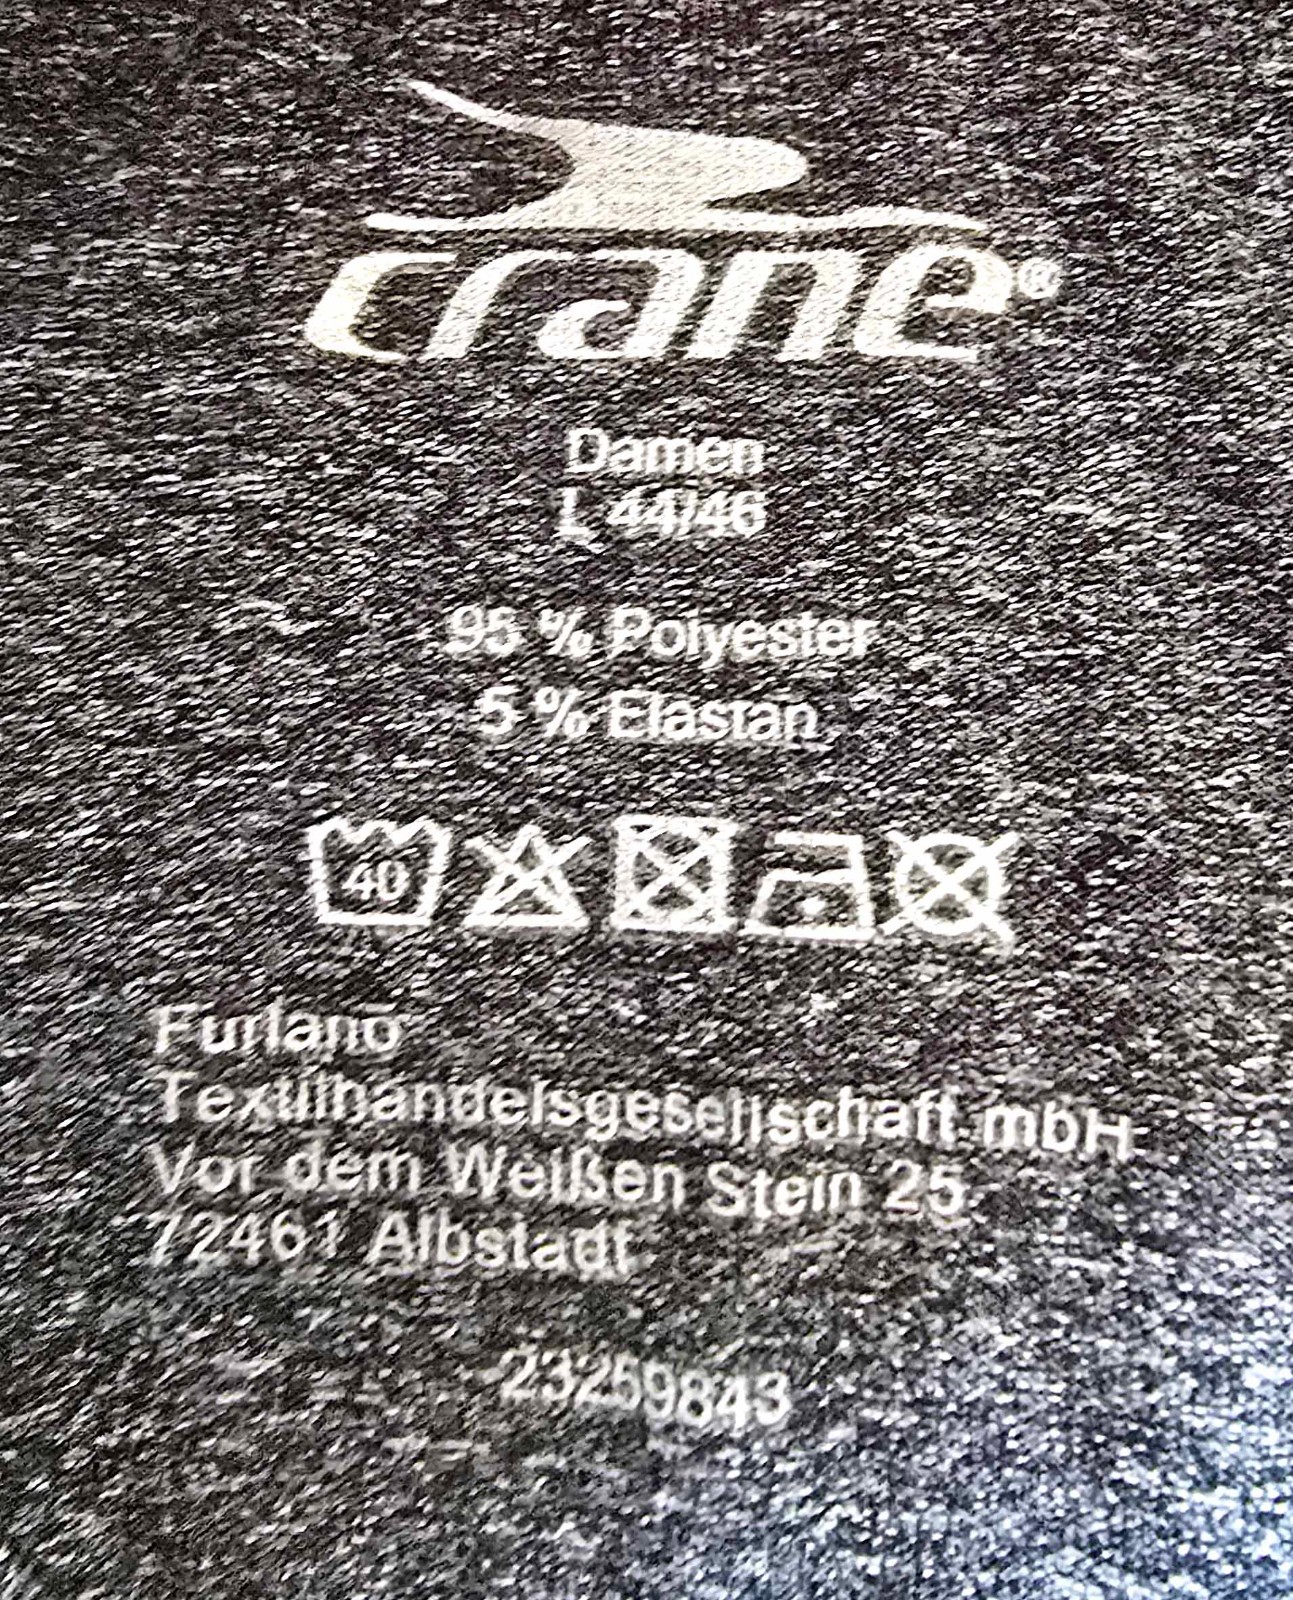 crane®
Damen
L 44/46
95 % Polyester
5 % Elastan
40
Furlano
Textilhandelsgesellschaft mbH
Vor dem Weißen Stein 25
72461 Albstadt
23259843